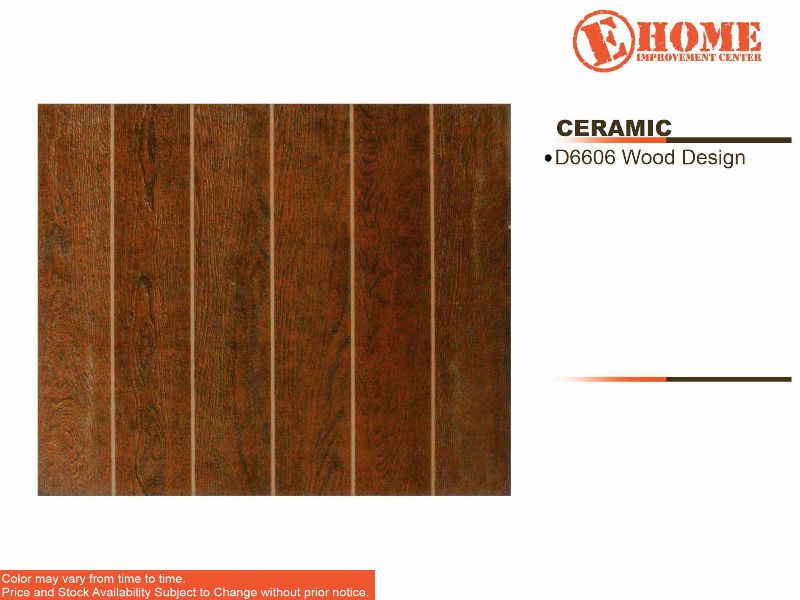 E HOME
IMPROVEMENT CENTER
CERAMIC
•D6606 Wood Design
Color may vary from time to time.
Price and Stock Availability Subject to Change without prior notice.